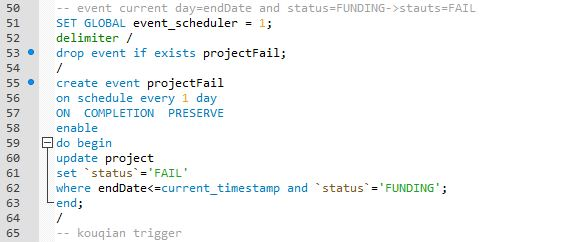 50 -- event current day=endDate and status=FUNDING->stauts=FAIL
51 SET GLOBAL event_scheduler = 1;
52 delimiter /
53 drop event if exists projectFail;
54 /
55 create event projectFail
56 on schedule every 1 day
57 ON COMPLETION PRESERVE
58 enable
59 do begin
60 update project
61 set `status`='FAIL'
62 where endDate<=current_timestamp and `status`='FUNDING';
63 end;
64 /
65 -- kouqian trigger